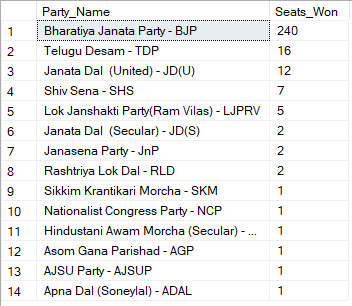 Party_Name Seats_Won
1 Bharatiya Janata Party - BJP 240
2 Telugu Desam - TDP 16
3 Janata Dal  (United) - JD(U) 12
4 Shiv Sena - SHS 7
5 Lok Janshakti Party(Ram Vilas) - LJPRV 5
6 Janata Dal  (Secular) - JD(S) 2
7 Janasena Party - JnP 2
8 Rashtriya Lok Dal - RLD 2
9 Sikkim Krantikari Morcha - SKM 1
10 Nationalist Congress Party - NCP 1
11 Hindustani Awam Morcha (Secular) - ... 1
12 Asom Gana Parishad - AGP 1
13 AJSU Party - AJSUP 1
14 Apna Dal (Soneylal) - ADAL 1